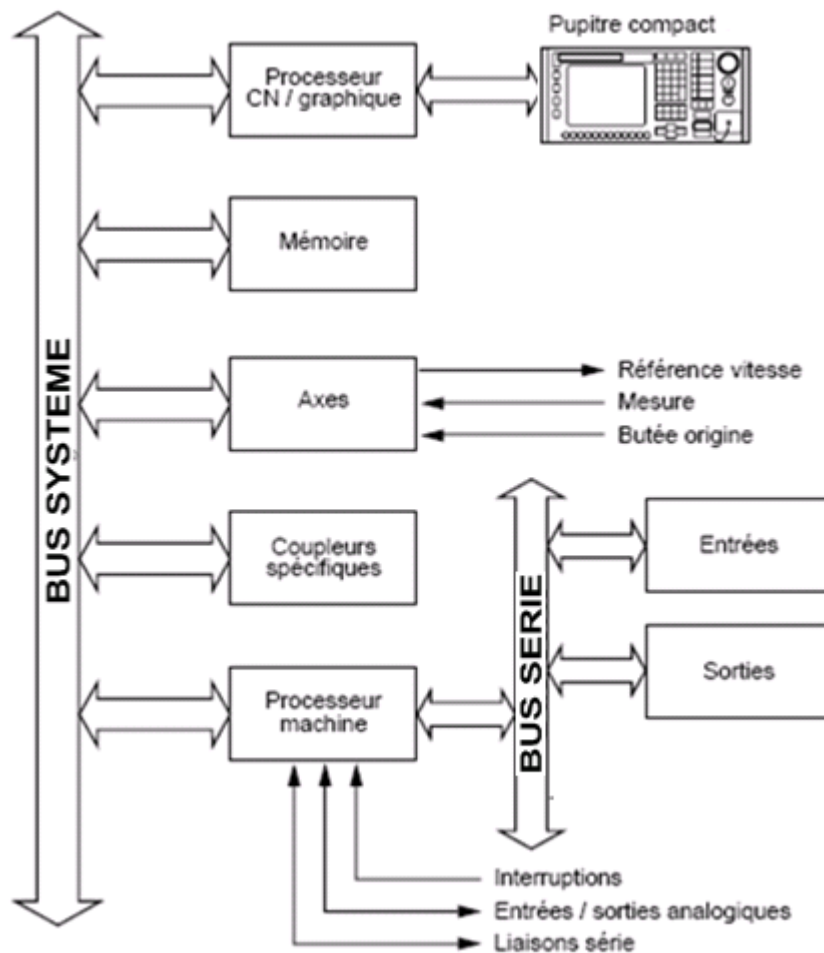 Pupitre compact
Processeur
CN / graphique
Mémoire
BUS SYSTEME
Axes
Référence vitesse
Mesure
Butée origine
Coupleurs
spécifiques
BUS SERIE
Entrées
Sorties
Processeur
machine
Interruptions
Entrées / sorties analogiques
Liaisons série